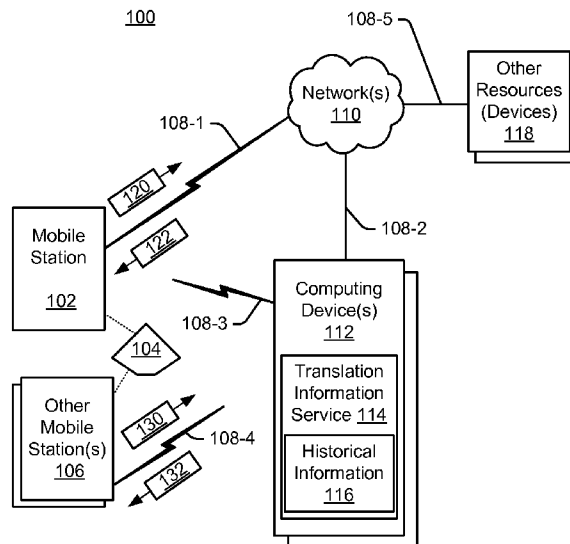 100
108-5
Other
Resources
(Devices)
118
Network(s)
110
108-1
120
122
108-2
Mobile
Station
102
Computing
Device(s)
112
108-3
104
Translation
Information
Service 114
Other
Mobile
Station(s)
106
130
108-4
132
Historical
Information
116